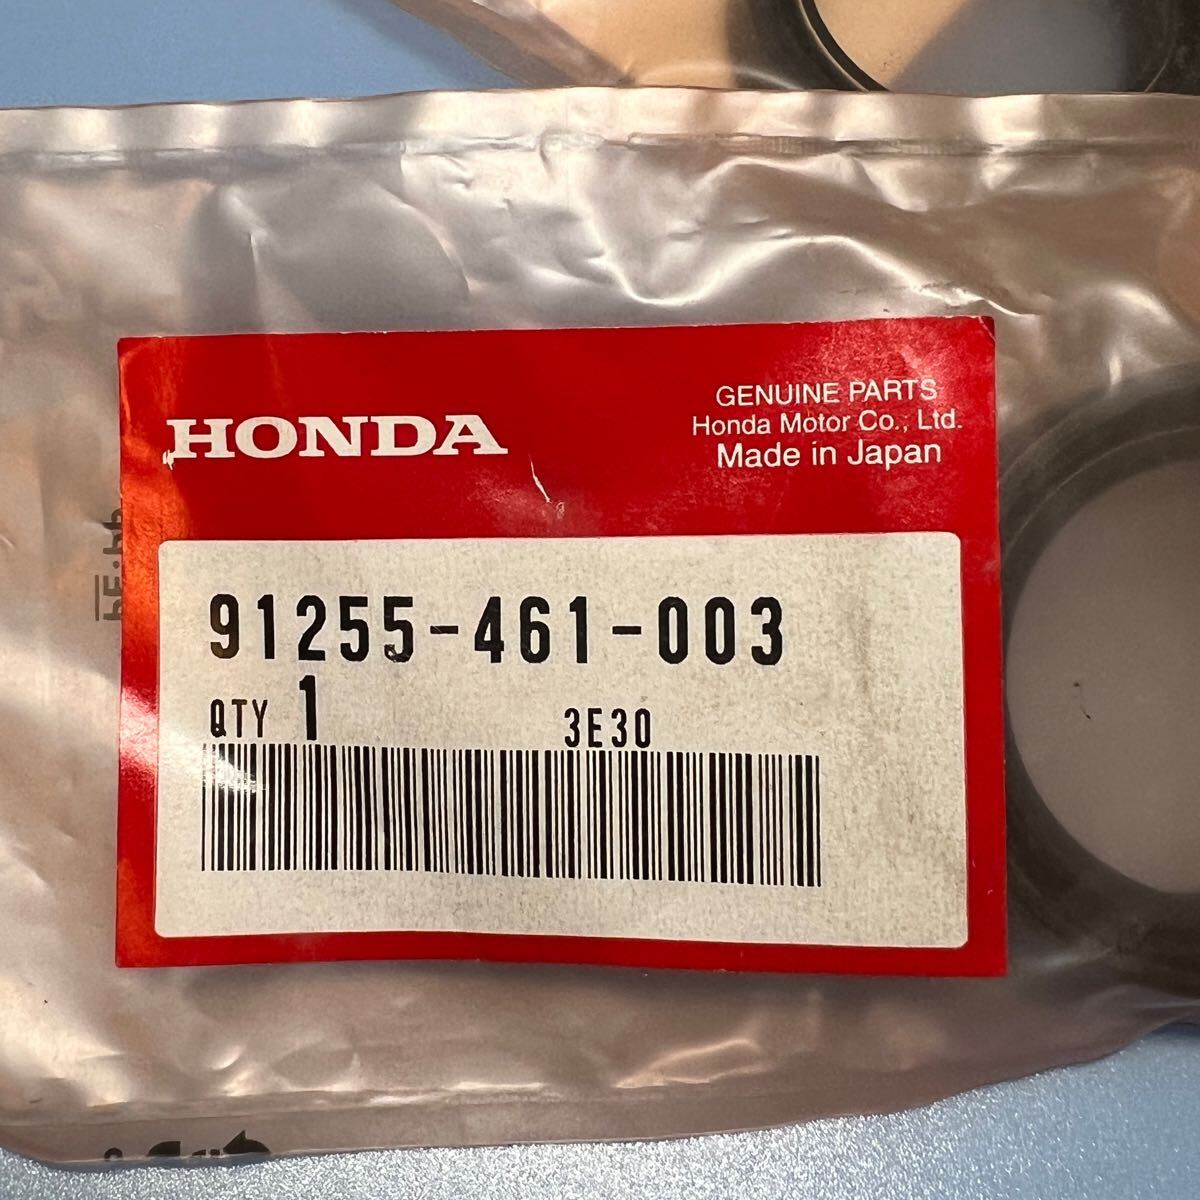 HONDA
GENUINE PARTS
Honda Motor Co., Ltd.
Made in Japan
91255-461-003
QTY 1 3E30